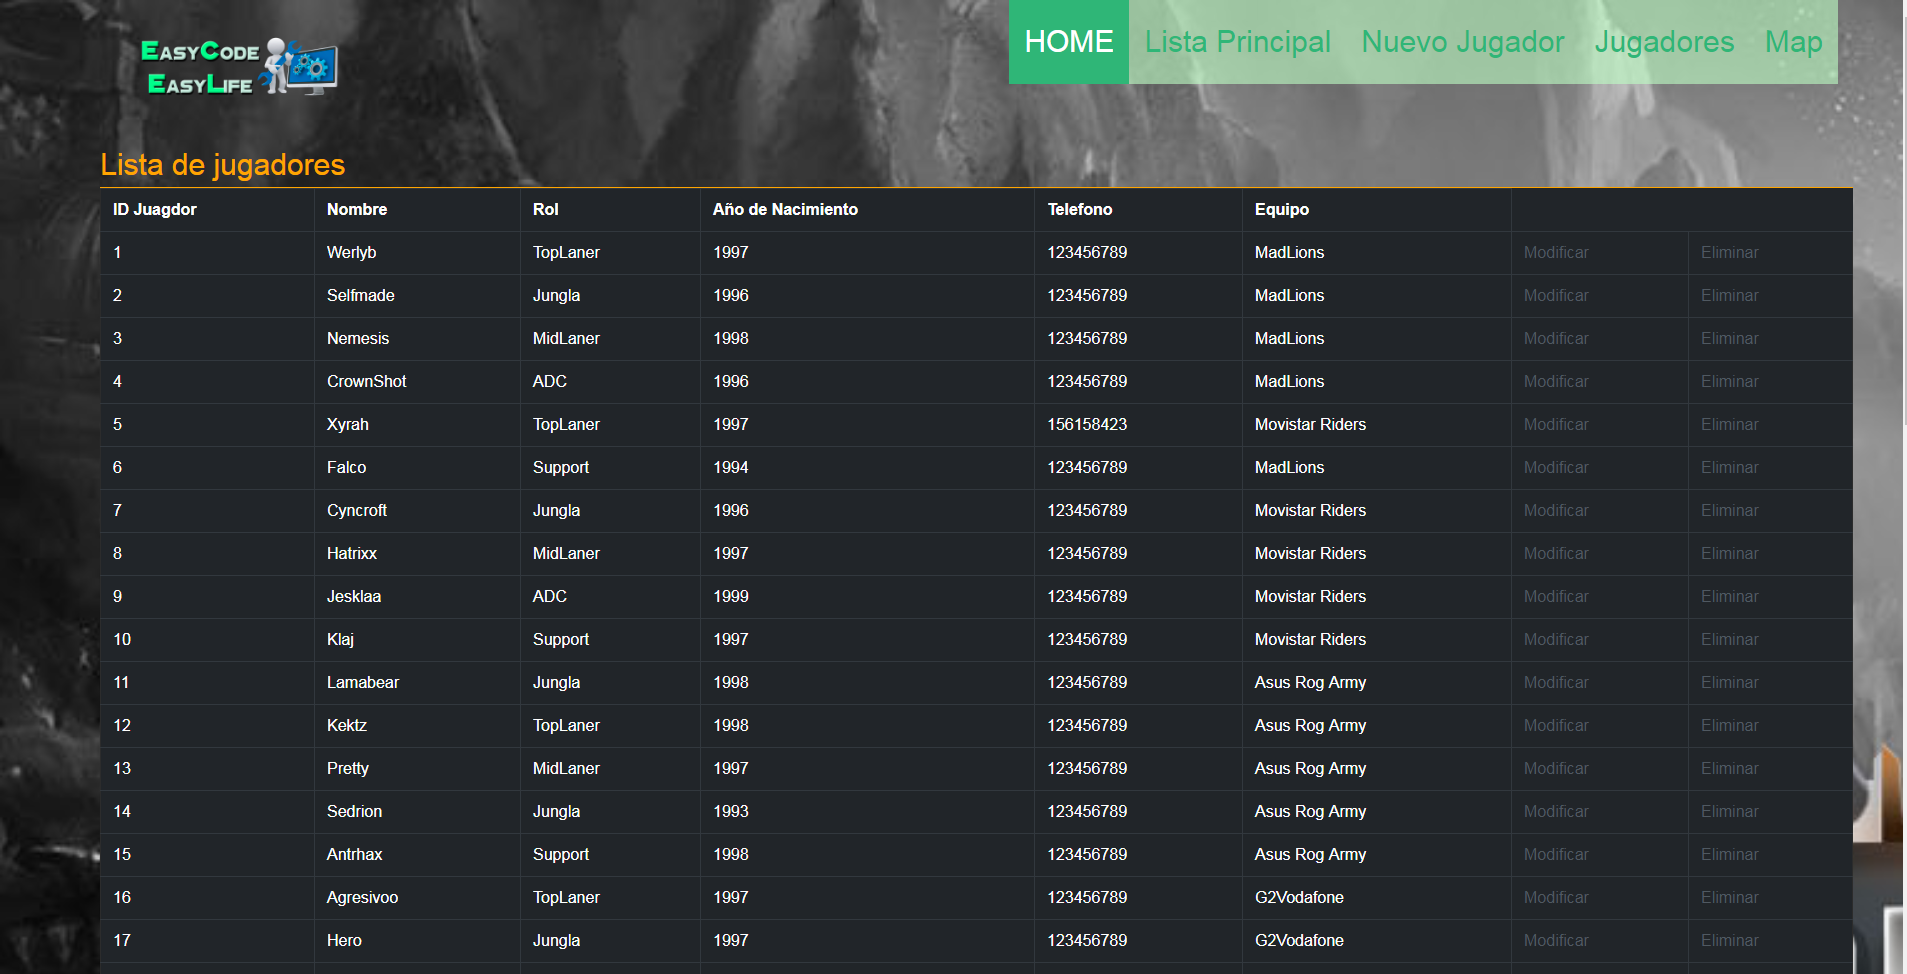 EasyCode
EasyLife
HOME Lista Principal Nuevo Jugador Jugadores Map
Lista de jugadores
ID Juagdor Nombre Rol Año de Nacimiento Telefono Equipo
1 Werlyb TopLaner 1997 123456789 MadLions Modificar Eliminar
2 Selfmade Jungla 1996 123456789 MadLions Modificar Eliminar
3 Nemesis MidLaner 1998 123456789 MadLions Modificar Eliminar
4 CrownShot ADC 1996 123456789 MadLions Modificar Eliminar
5 Xyrah TopLaner 1997 156158423 Movistar Riders Modificar Eliminar
6 Falco Support 1994 123456789 MadLions Modificar Eliminar
7 Cyncroft Jungla 1996 123456789 Movistar Riders Modificar Eliminar
8 Hatrixx MidLaner 1997 123456789 Movistar Riders Modificar Eliminar
9 Jesklaa ADC 1999 123456789 Movistar Riders Modificar Eliminar
10 Klaj Support 1997 123456789 Movistar Riders Modificar Eliminar
11 Lamabear Jungla 1998 123456789 Asus Rog Army Modificar Eliminar
12 Kektz TopLaner 1998 123456789 Asus Rog Army Modificar Eliminar
13 Pretty MidLaner 1997 123456789 Asus Rog Army Modificar Eliminar
14 Sedrion Jungla 1993 123456789 Asus Rog Army Modificar Eliminar
15 Antrhax Support 1998 123456789 Asus Rog Army Modificar Eliminar
16 Agresivoo TopLaner 1997 123456789 G2Vodafone Modificar Eliminar
17 Hero Jungla 1997 123456789 G2Vodafone Modificar Eliminar